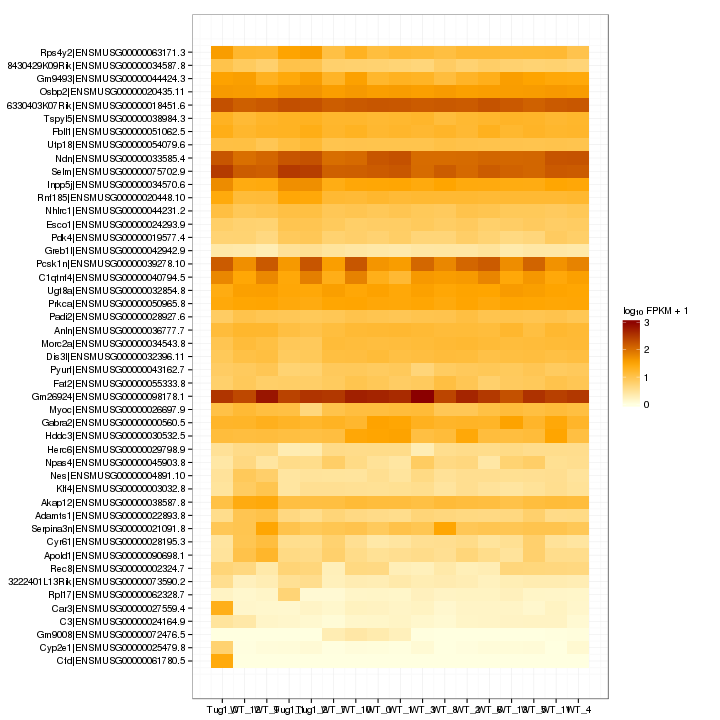 Rps4y2|ENSMUSG00000063171.3
8430429K09Rik|ENSMUSG00000034587.8
Gm9493|ENSMUSG00000044424.3
Osbp2|ENSMUSG00000020435.11
6330403K07Rik|ENSMUSG00000018451.6
Tspyl5|ENSMUSG00000038984.3
Fbll1|ENSMUSG00000051062.5
Utp18|ENSMUSG00000054079.6
Ndn|ENSMUSG00000033585.4
Selm|ENSMUSG00000075702.9
Inpp5j|ENSMUSG00000034570.6
Rnf185|ENSMUSG00000020448.10
Nhlrc1|ENSMUSG00000044231.2
Esco1|ENSMUSG00000024293.9
Pdk4|ENSMUSG00000019577.4
Greb1l|ENSMUSG00000042942.9
Pcsk1n|ENSMUSG00000039278.10
C1qtnf4|ENSMUSG00000040794.5
Ugt8a|ENSMUSG00000032854.8
Prkca|ENSMUSG00000050965.8
Padi2|ENSMUSG00000028927.6
Anln|ENSMUSG00000036777.7
Morc2a|ENSMUSG00000034543.8
Dis3l|ENSMUSG00000032396.11
Pyurf|ENSMUSG00000043162.7
Fat2|ENSMUSG00000055333.8
Gm26924|ENSMUSG00000098178.1
Myoc|ENSMUSG00000026697.9
Gabra2|ENSMUSG00000000560.5
Hddc3|ENSMUSG00000030532.5
Herc6|ENSMUSG00000029798.9
Npas4|ENSMUSG00000045903.8
Nes|ENSMUSG00000004891.10
Klf4|ENSMUSG00000003032.8
Akap12|ENSMUSG00000038587.8
Adamts1|ENSMUSG00000022893.8
Serpina3n|ENSMUSG00000021091.8
Cyr61|ENSMUSG00000028195.3
Apold1|ENSMUSG00000090698.1
Rec8|ENSMUSG00000002324.7
3222401L13Rik|ENSMUSG00000073590.2
Rpl17|ENSMUSG00000062328.7
Car3|ENSMUSG00000027559.4
C3|ENSMUSG00000024164.9
Gm9008|ENSMUSG00000072476.5
Cyp2e1|ENSMUSG00000025479.8
Cfd|ENSMUSG00000061780.5
WT_4
log₁₀ FPKM + 1
3
2
1
0